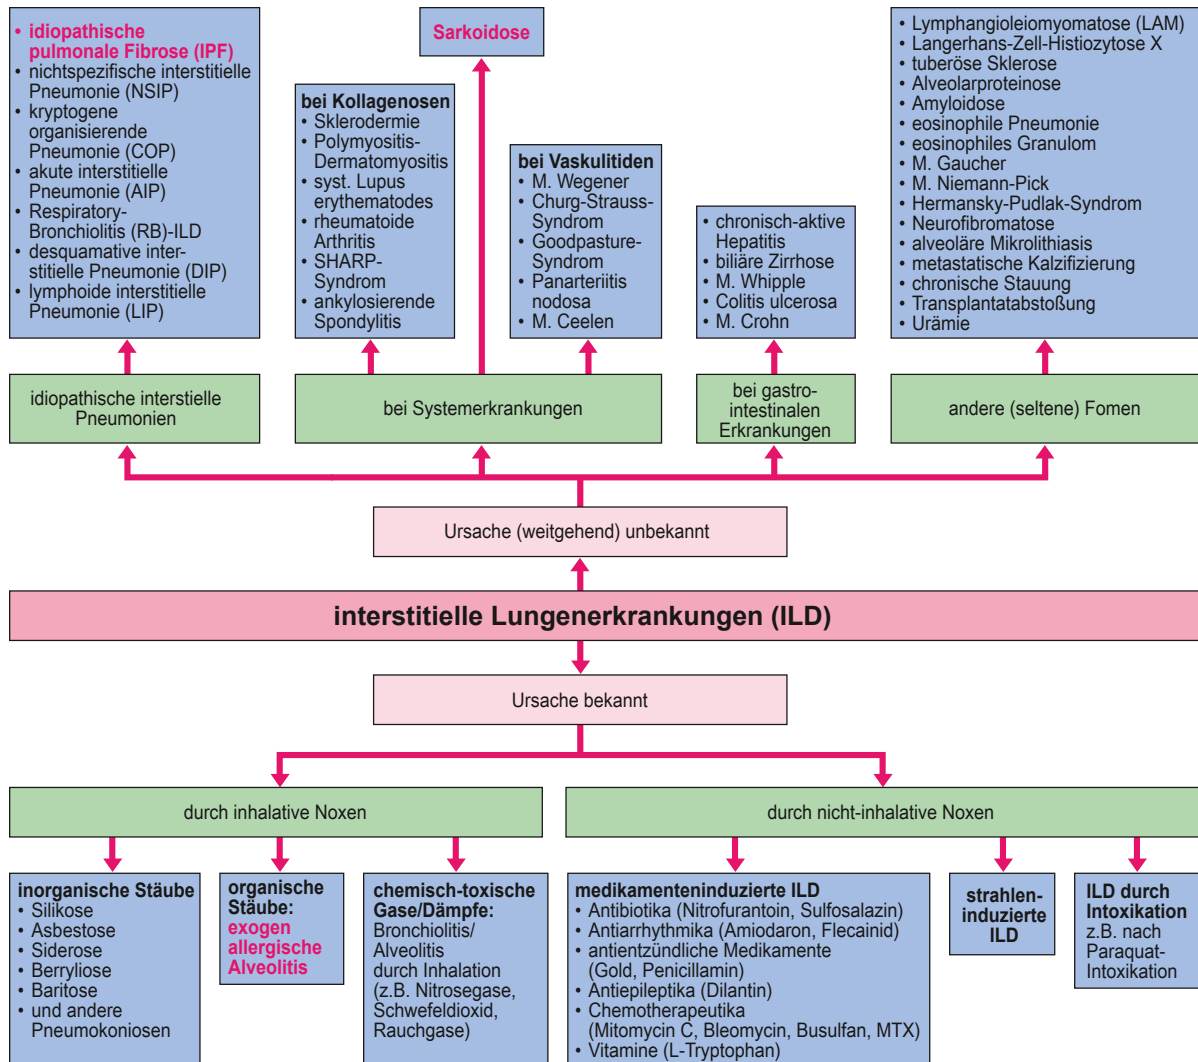 • idiopathische
pulmonale Fibrose (IPF)
• nichtspezifische interstitielle
Pneumonie (NSIP)
• kryptogene
organisierende
Pneumonie (COP)
• akute interstitielle
Pneumonie (AIP)
• Respiratory-
Bronchiolitis (RB)-ILD
• desquamative inter-
stitielle Pneumonie (DIP)
• lymphoide interstitielle
Pneumonie (LIP)
bei Kollagenosen
• Sklerodermie
• Polymyositis-
Dermatomyositis
• syst. Lupus
erythematodes
• rheumatoide
Arthritis
• SHARP-
Syndrom
• ankylosierende
Spondylitis
Sarkoidose
bei Vaskulitiden
• M. Wegener
• Churg-Strauss-
Syndrom
• Goodpasture-
Syndrom
• Panarteriitis
nodosa
• M. Ceelen
• chronisch-aktive
Hepatitis
• biliäre Zirrhose
• M. Whipple
• Colitis ulcerosa
• M. Crohn
• Lymphangioleiomyomatose (LAM)
• Langerhans-Zell-Histiozytose X
• tuberöse Sklerose
• Alveolarproteinose
• Amyloidose
• eosinophile Pneumonie
• eosinophiles Granulom
• M. Gaucher
• M. Niemann-Pick
• Hermansky-Pudlak-Syndrom
• Neurofibromatose
• alveoläre Mikrolithiasis
• metastatische Kalzifizierung
• chronische Stauung
• Transplantatabstoßung
• Urämie
idiopathische interstielle
Pneumonien
bei Systemerkrankungen
bei gastro-
intestinalen
Erkrankungen
andere (seltene) Fomen
Ursache (weitgehend) unbekannt
interstitielle Lungenerkrankungen (ILD)
Ursache bekannt
durch inhalative Noxen
durch nicht-inhalative Noxen
inorganische Stäube
• Silikose
• Asbestose
• Siderose
• Berryliose
• Baritose
• und andere
Pneumokoniosen
organische
Stäube:
exogen
allergische
Alveolitis
chemisch-toxische
Gase/Dämpfe:
Bronchiolitis/
Alveolitis
durch Inhalation
(z.B. Nitrosegase,
Schwefeldioxid,
Rauchgase)
medikamenteninduzierte ILD
• Antibiotika (Nitrofurantoin, Sulfosalazin)
• Antiarrhythmika (Amiodaron, Flecainid)
• antientzündliche Medikamente
(Gold, Penicillamin)
• Antiepileptika (Dilantin)
• Chemotherapeutika
(Mitomycin C, Bleomycin, Busulfan, MTX)
• Vitamine (L-Tryptophan)
strahlen-
induzierte
ILD
ILD durch
Intoxikation
z.B. nach
Paraquat-
Intoxikation